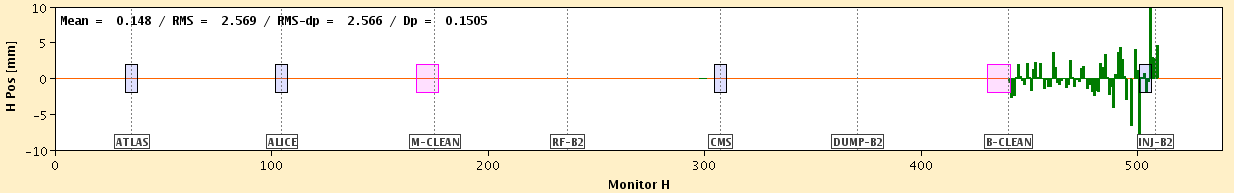 Mean = 0.148 / RMS = 2.569 / RMS-dp = 2.566 / Dp = 0.1505
H Pos [mm]
10
5
0
-5
-10
ATLAS ALICE M-CLEAN RF-B2 CMS DUMP-B2 B-CLEAN INJ-B2
0 100 200 300 400 500
Monitor H